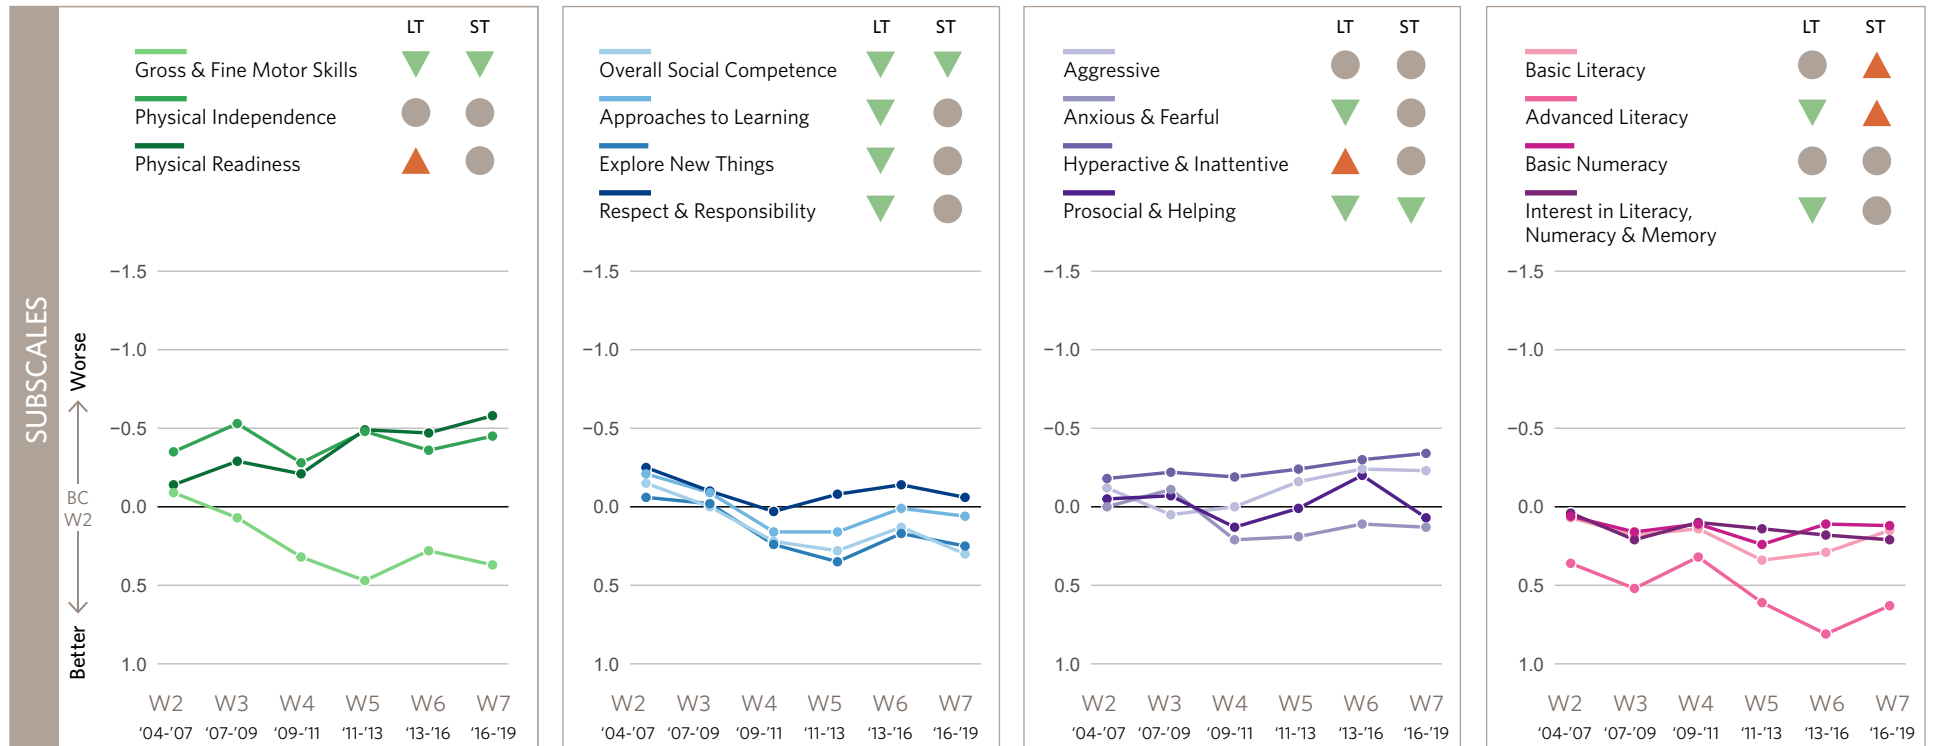 SUBSCALES
Worse
BC
W2
Better
LT ST
Gross & Fine Motor Skills
Physical Independence
Physical Readiness
−1.5
−1.0
−0.5
0.0
0.5
1.0
W2 W3 W4 W5 W6 W7
‘04-’07 ‘07-’09 ‘09-’11 ‘11-’13 ‘13-’16 ‘16-’19
LT ST
Overall Social Competence
Approaches to Learning
Explore New Things
Respect & Responsibility
−1.5
−1.0
−0.5
0.0
0.5
1.0
W2 W3 W4 W5 W6 W7
‘04-’07 ‘07-’09 ‘09-’11 ‘11-’13 ‘13-’16 ‘16-’19
LT ST
Aggressive
Anxious & Fearful
Hyperactive & Inattentive
Prosocial & Helping
−1.5
−1.0
−0.5
0.0
0.5
1.0
W2 W3 W4 W5 W6 W7
‘04-’07 ‘07-’09 ‘09-’11 ‘11-’13 ‘13-’16 ‘16-’19
LT ST
Basic Literacy
Advanced Literacy
Basic Numeracy
Interest in Literacy,
Numeracy & Memory
−1.5
−1.0
−0.5
0.0
0.5
1.0
W2 W3 W4 W5 W6 W7
‘04-’07 ‘07-’09 ‘09-’11 ‘11-’13 ‘13-’16 ‘16-’19